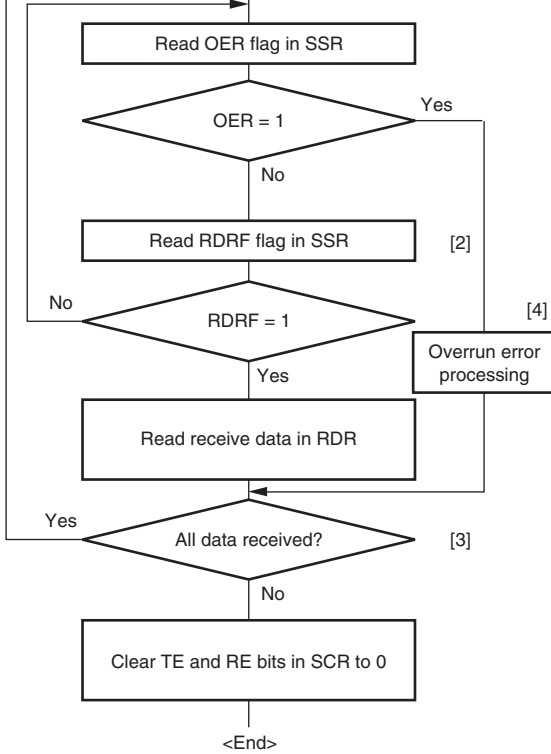 Read OER flag in SSR
OER = 1
Yes
No
Read RDRF flag in SSR
[2]
No
RDRF = 1
Yes
[4]
Overrun error
processing
Read receive data in RDR
Yes
All data received?
[3]
No
Clear TE and RE bits in SCR to 0
<End>